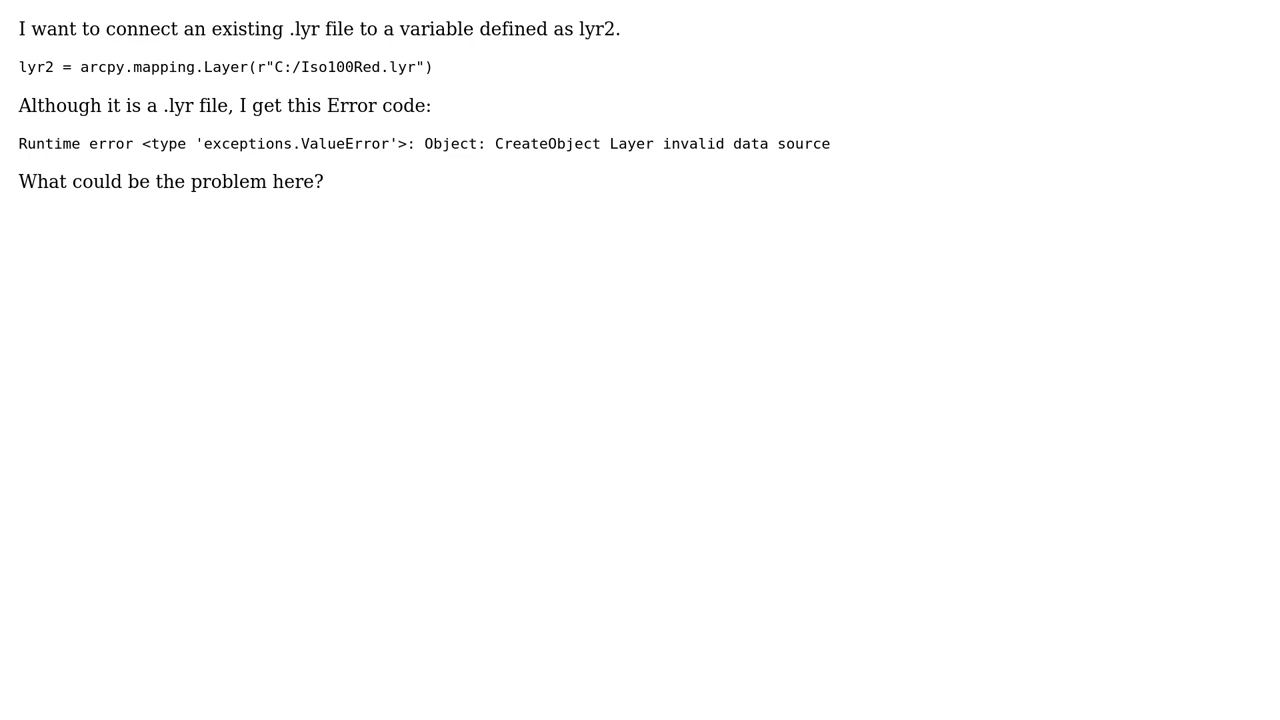 I want to connect an existing .lyr file to a variable defined as lyr2.
lyr2 = arcpy.mapping.Layer(r"C:/Iso100Red.lyr")
Although it is a .lyr file, I get this Error code:
Runtime error <type 'exceptions.ValueError'>: Object: CreateObject Layer invalid data source
What could be the problem here?